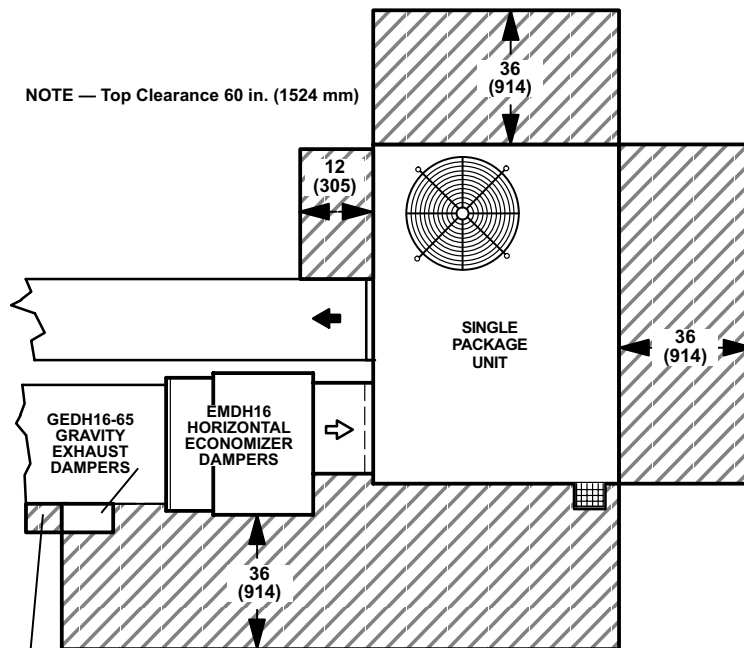 36
(914)
NOTE — Top Clearance 60 in. (1524 mm)
12
(305)
SINGLE
PACKAGE
UNIT
36
(914)
GEDH16-65
GRAVITY
EXHAUST
DAMPERS
EMDH16
HORIZONTAL
ECONOMIZER
DAMPERS
36
(914)